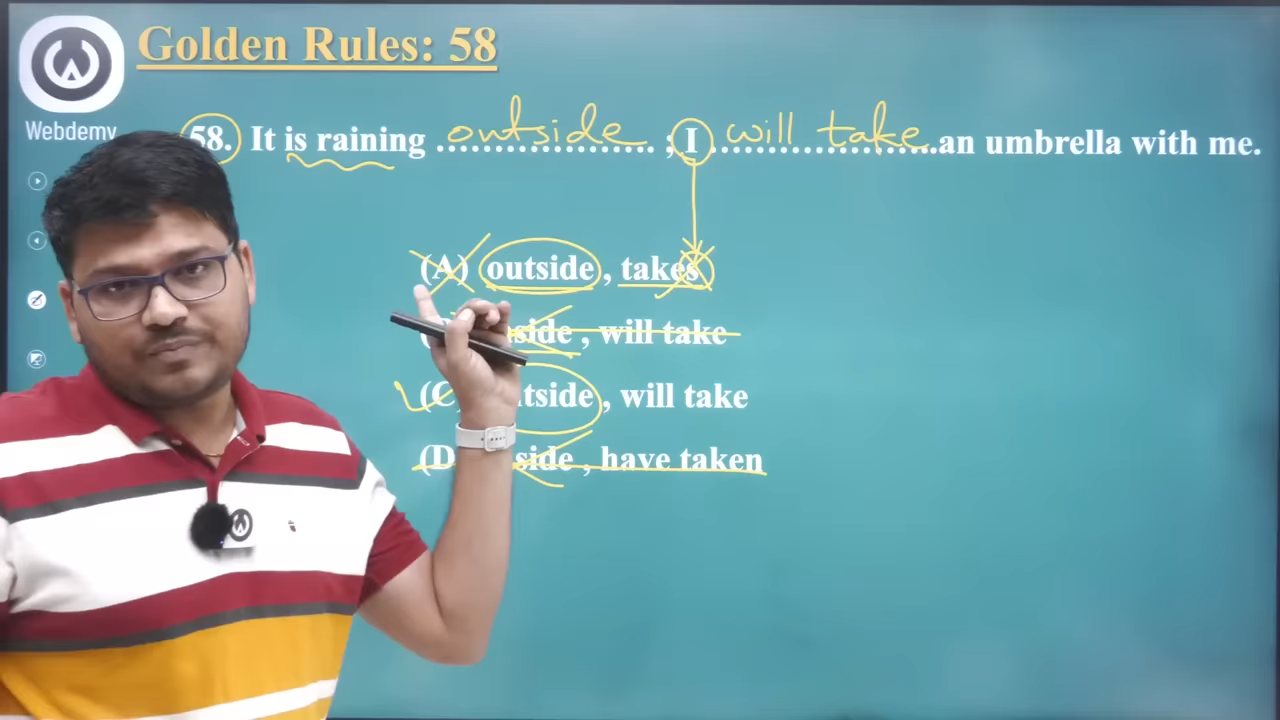 Golden Rules: 58
Webdemy
58. It is raining outside ; I will take an umbrella with me.
(A) outside , takes
side , will take
(C tside , will take
(D side , have taken